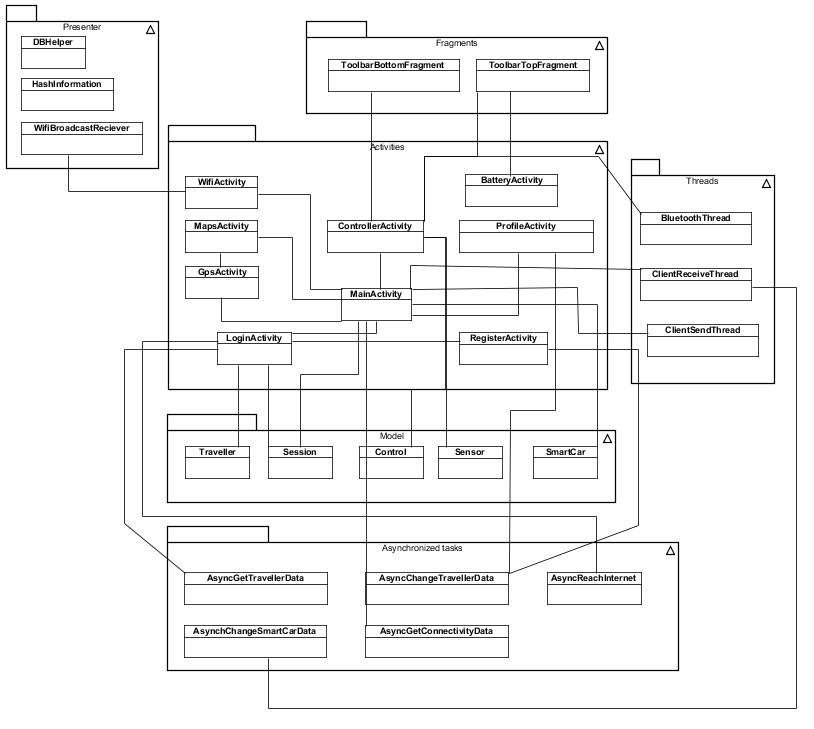 Presenter
DBHelper
HashInformation
WifiBroadcastReciever
Fragments
ToolbarBottomFragment
ToolbarTopFragment
Activities
WifiActivity
BatteryActivity
MapsActivity
ControllerActivity
ProfileActivity
GpsActivity
MainActivity
LoginActivity
RegisterActivity
Threads
BluetoothThread
ClientReceiveThread
ClientSendThread
Model
Traveller
Session
Control
Sensor
SmartCar
Asynchronized tasks
AsyncGetTravellerData
AsyncChangeTravellerData
AsyncReachInternet
AsynchChangeSmartCarData
AsyncGetConnectivityData